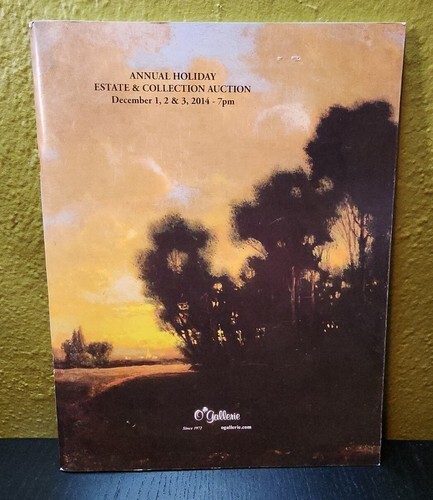 ANNUAL HOLIDAY
ESTATE & COLLECTION AUCTION
December 1, 2 & 3, 2014 - 7pm
O'Gallerie
Since 1972 ogallerie.com